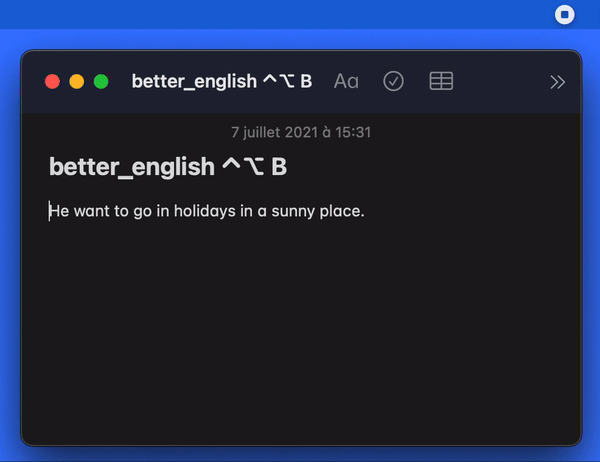 better_english ^⌥ B Aa
7 juillet 2021 à 15:31
better_english ^⌥ B
He want to go in holidays in a sunny place.